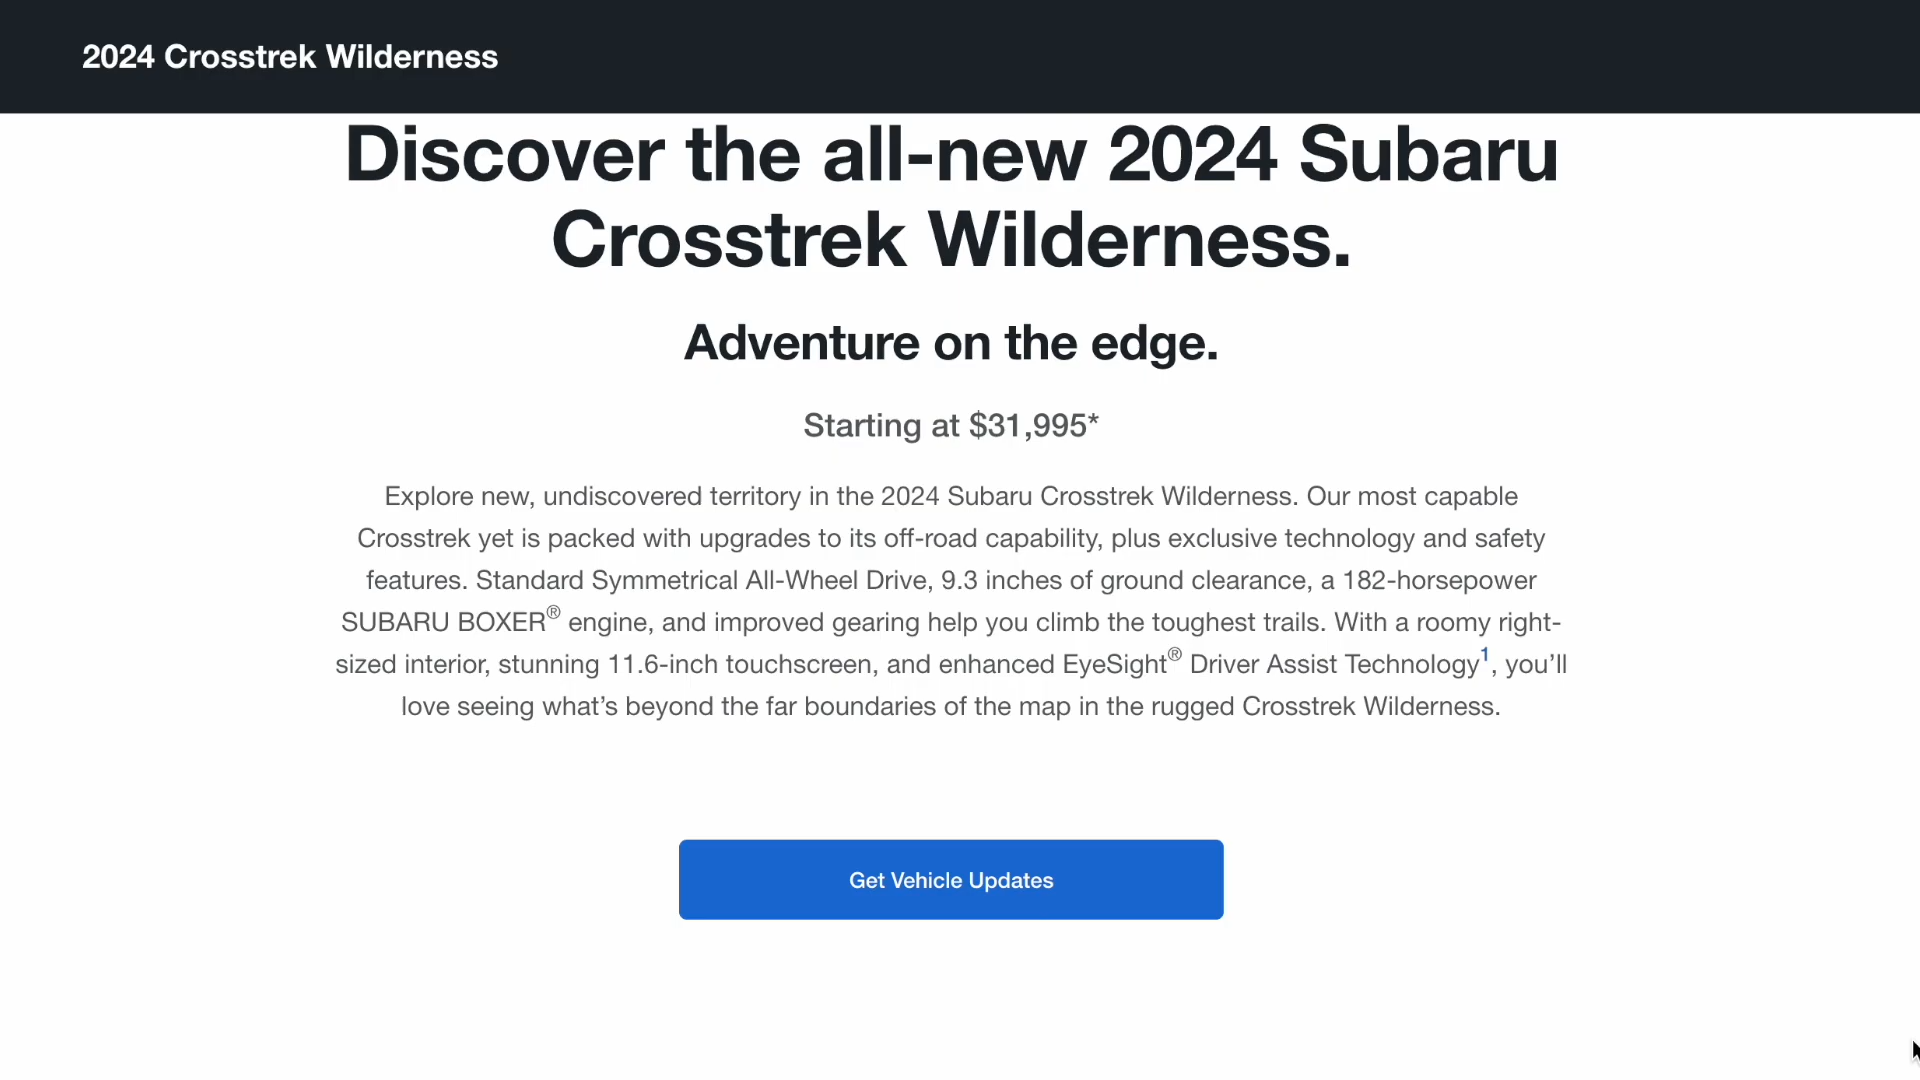 2024 Crosstrek Wilderness
Discover the all-new 2024 Subaru
Crosstrek Wilderness.
Adventure on the edge.
Starting at $31,995*
Explore new, undiscovered territory in the 2024 Subaru Crosstrek Wilderness. Our most capable
Crosstrek yet is packed with upgrades to its off-road capability, plus exclusive technology and safety
features. Standard Symmetrical All-Wheel Drive, 9.3 inches of ground clearance, a 182-horsepower
SUBARU BOXER® engine, and improved gearing help you climb the toughest trails. With a roomy right-
sized interior, stunning 11.6-inch touchscreen, and enhanced EyeSight® Driver Assist Technology¹, you’ll
love seeing what’s beyond the far boundaries of the map in the rugged Crosstrek Wilderness.
Get Vehicle Updates